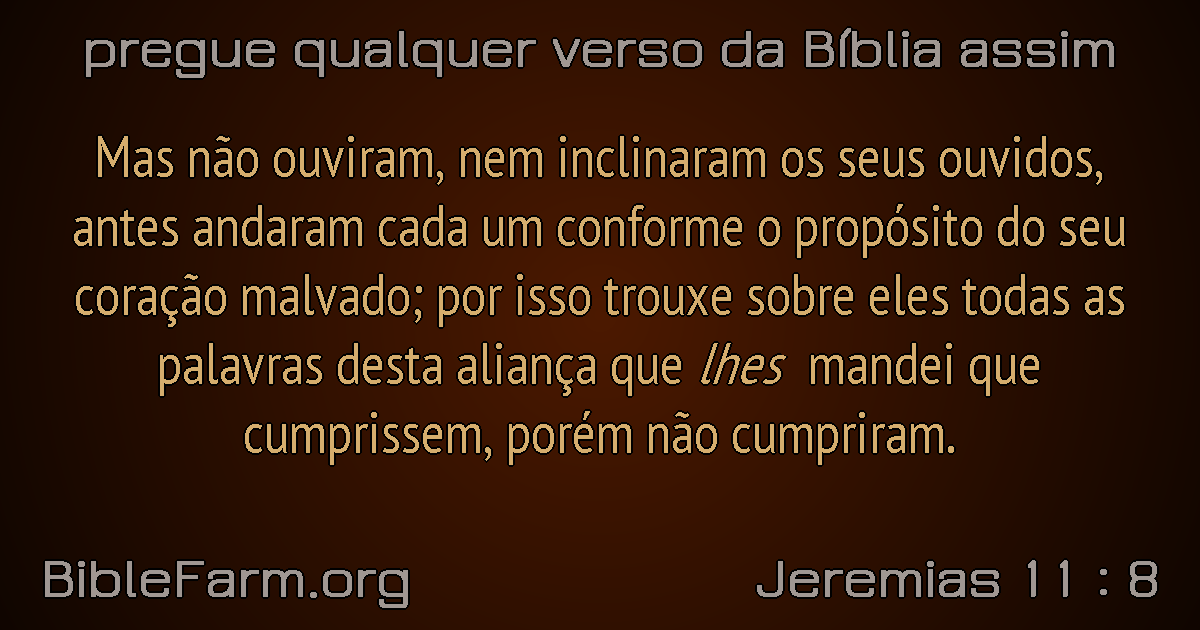 pregue qualquer verso da Bíblia assim
Mas não ouviram, nem inclinaram os seus ouvidos,
antes andaram cada um conforme o propósito do seu
coração malvado; por isso trouxe sobre eles todas as
palavras desta aliança que lhes mandei que
cumprissem, porém não cumpriram.
BibleFarm.org
Jeremias 11 : 8